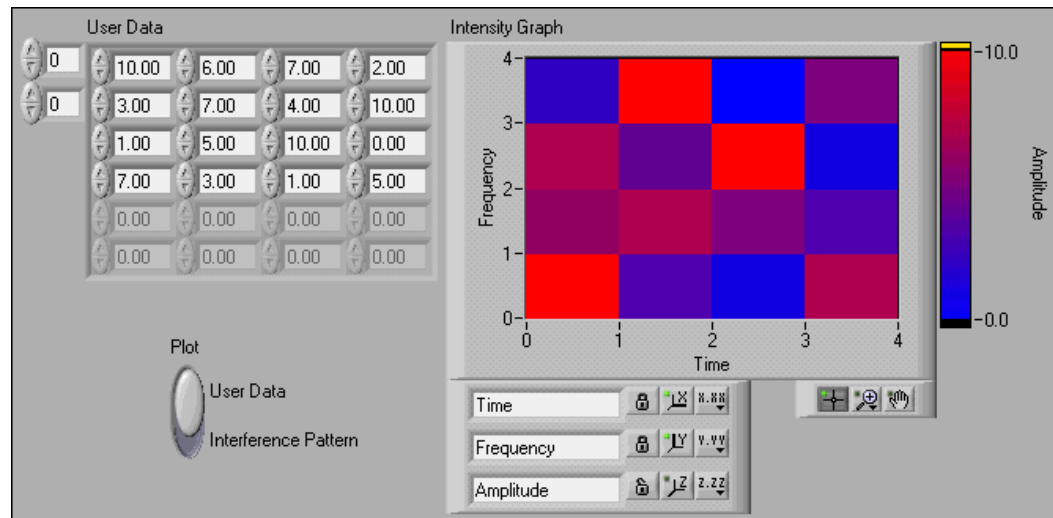 User Data
0
0
10.00 6.00 7.00 2.00
3.00 7.00 4.00 10.00
1.00 5.00 10.00 0.00
7.00 3.00 1.00 5.00
0.00 0.00 0.00 0.00
0.00 0.00 0.00 0.00
Plot
User Data
Interference Pattern
Intensity Graph
Frequency
4
3
2
1
0
0 1 2 3 4
Time
10.0
0.0
Amplitude
Time X X.XX
Frequency Y Y.YY
Amplitude Z Z.ZZ